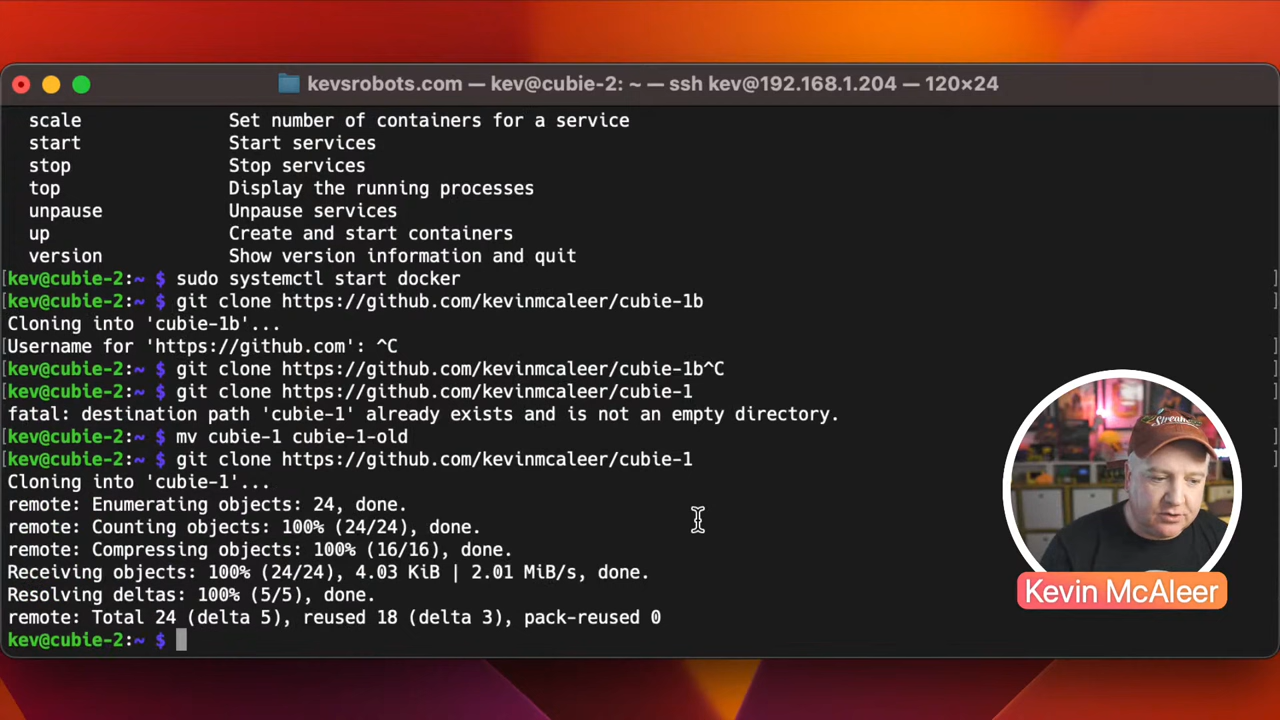 kevsrobots.com — kev@cubie-2: ~ — ssh kev@192.168.1.204 — 120×24
scale Set number of containers for a service
start Start services
stop Stop services
top Display the running processes
unpause Unpause services
up Create and start containers
version Show version information and quit
[kev@cubie-2:~ $ sudo systemctl start docker ]
[kev@cubie-2:~ $ git clone https://github.com/kevinmcaleer/cubie-1b ]
Cloning into 'cubie-1b'...
[Username for 'https://github.com': ^C ]
[kev@cubie-2:~ $ git clone https://github.com/kevinmcaleer/cubie-1b^C ]
[kev@cubie-2:~ $ git clone https://github.com/kevinmcaleer/cubie-1 ]
fatal: destination path 'cubie-1' already exists and is not an empty directory.
[kev@cubie-2:~ $ mv cubie-1 cubie-1-old ]
[kev@cubie-2:~ $ git clone https://github.com/kevinmcaleer/cubie-1 ]
Cloning into 'cubie-1'...
remote: Enumerating objects: 24, done.
remote: Counting objects: 100% (24/24), done.
remote: Compressing objects: 100% (16/16), done.
Receiving objects: 100% (24/24), 4.03 KiB | 2.01 MiB/s, done.
Resolving deltas: 100% (5/5), done.
remote: Total 24 (delta 5), reused 18 (delta 3), pack-reused 0
kev@cubie-2:~ $
Kevin McAleer